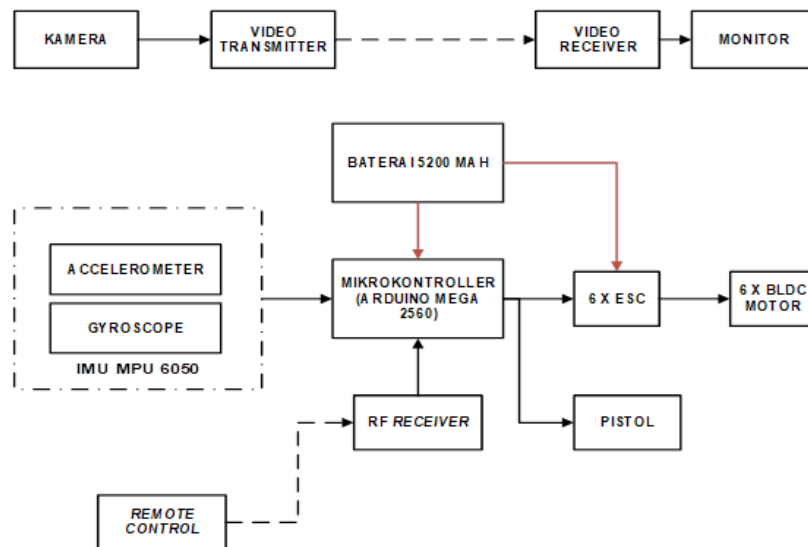 KAMERA
VIDEO
TRANSMITTER
VIDEO
RECEIVER
MONITOR
BATERAI 5200 MAH
ACCELEROMETER
GYROSCOPE
IMU MPU 6050
MIKROKONTROLLER
(ARDUINO MEGA
2560)
6 X ESC
6 X BLDC
MOTOR
RF RECEIVER
PISTOL
REMOTE
CONTROL